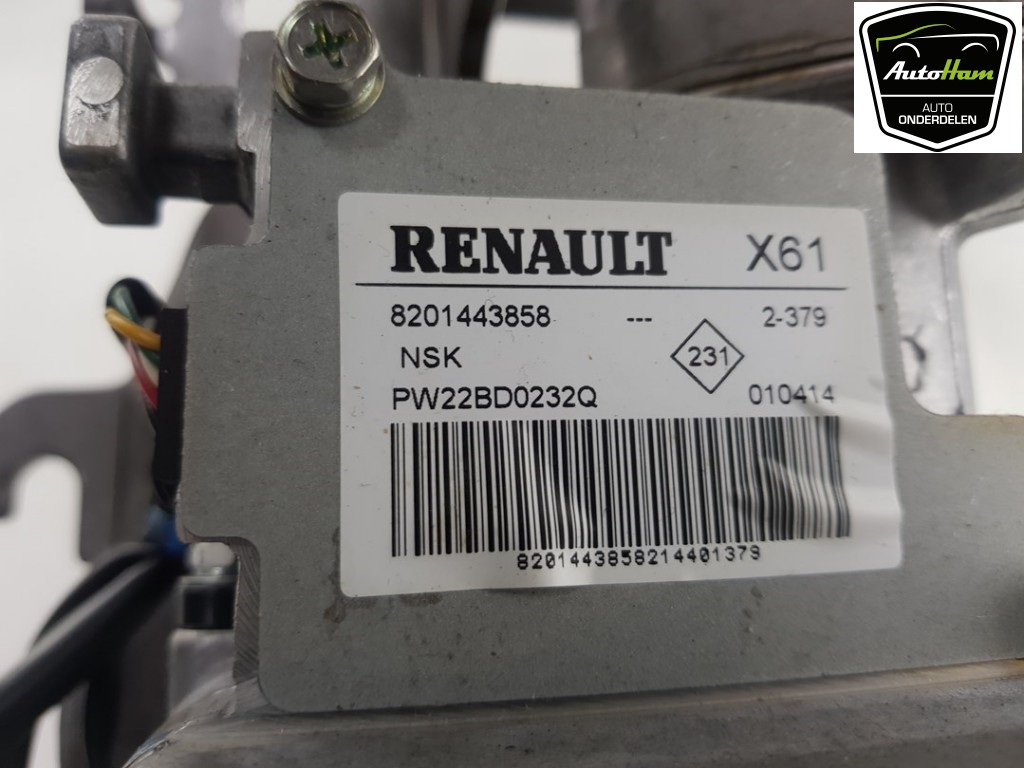 AutoHam
AUTO
ONDERDELEN
RENAULT X61
8201443858 --- 2-379
NSK 231
PW22BD0232Q 010414
8201443858214401379